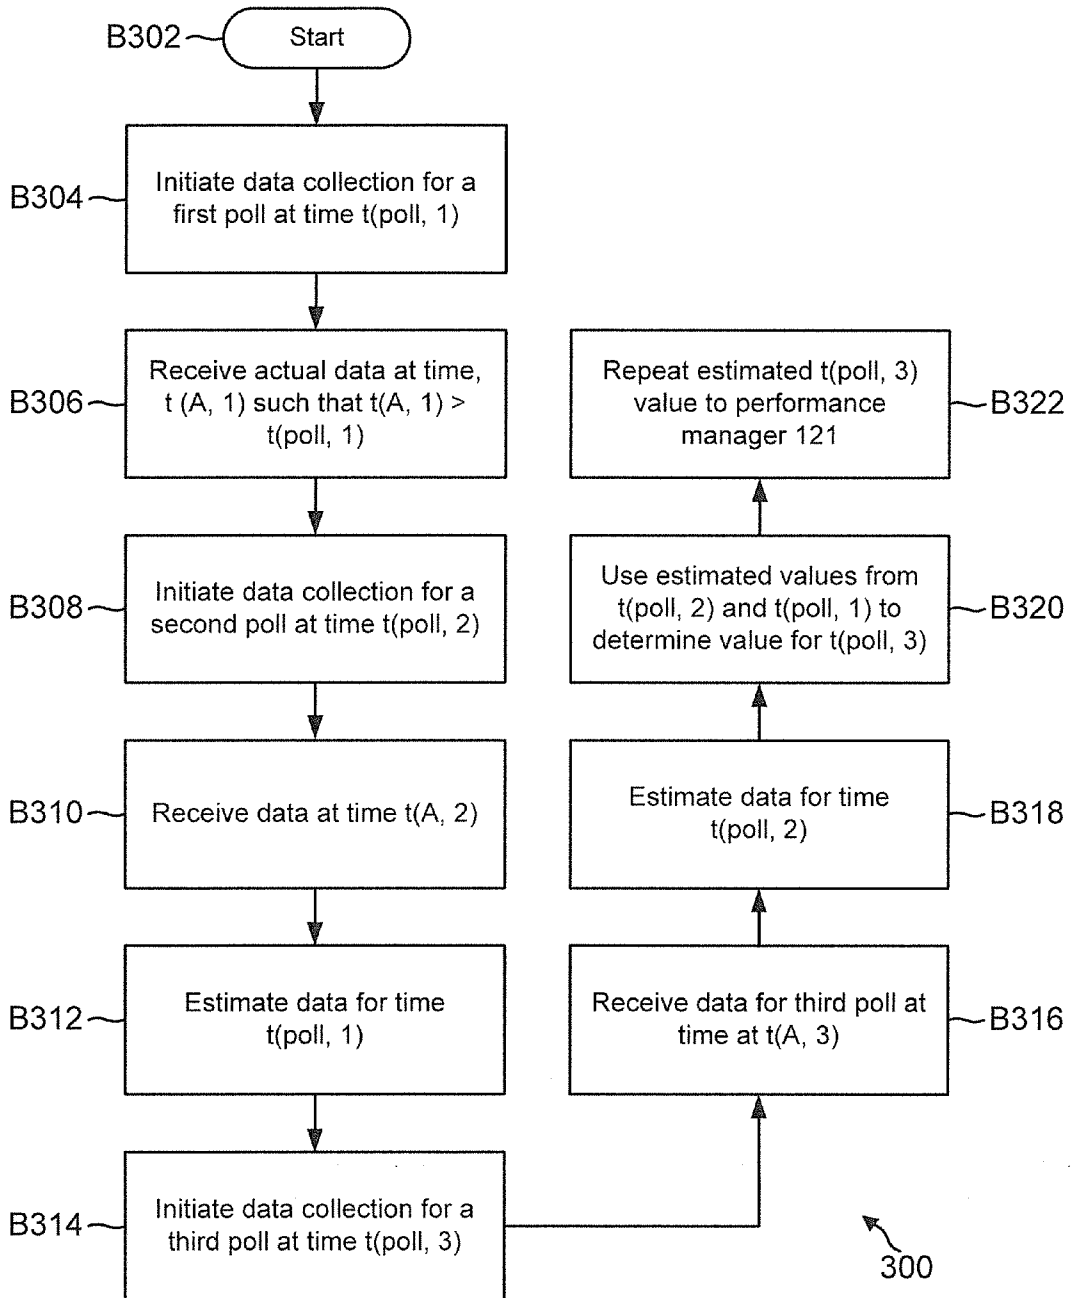 B302
Start
B304
Initiate data collection for a
first poll at time t(poll, 1)
B306
Receive actual data at time,
t (A, 1) such that t(A, 1) >
t(poll, 1)
B308
Initiate data collection for a
second poll at time t(poll, 2)
B310
Receive data at time t(A, 2)
B312
Estimate data for time
t(poll, 1)
B314
Initiate data collection for a
third poll at time t(poll, 3)
B316
Receive data for third poll at
time at t(A, 3)
B318
Estimate data for time
t(poll, 2)
B320
Use estimated values from
t(poll, 2) and t(poll, 1) to
determine value for t(poll, 3)
B322
Repeat estimated t(poll, 3)
value to performance
manager 121
300